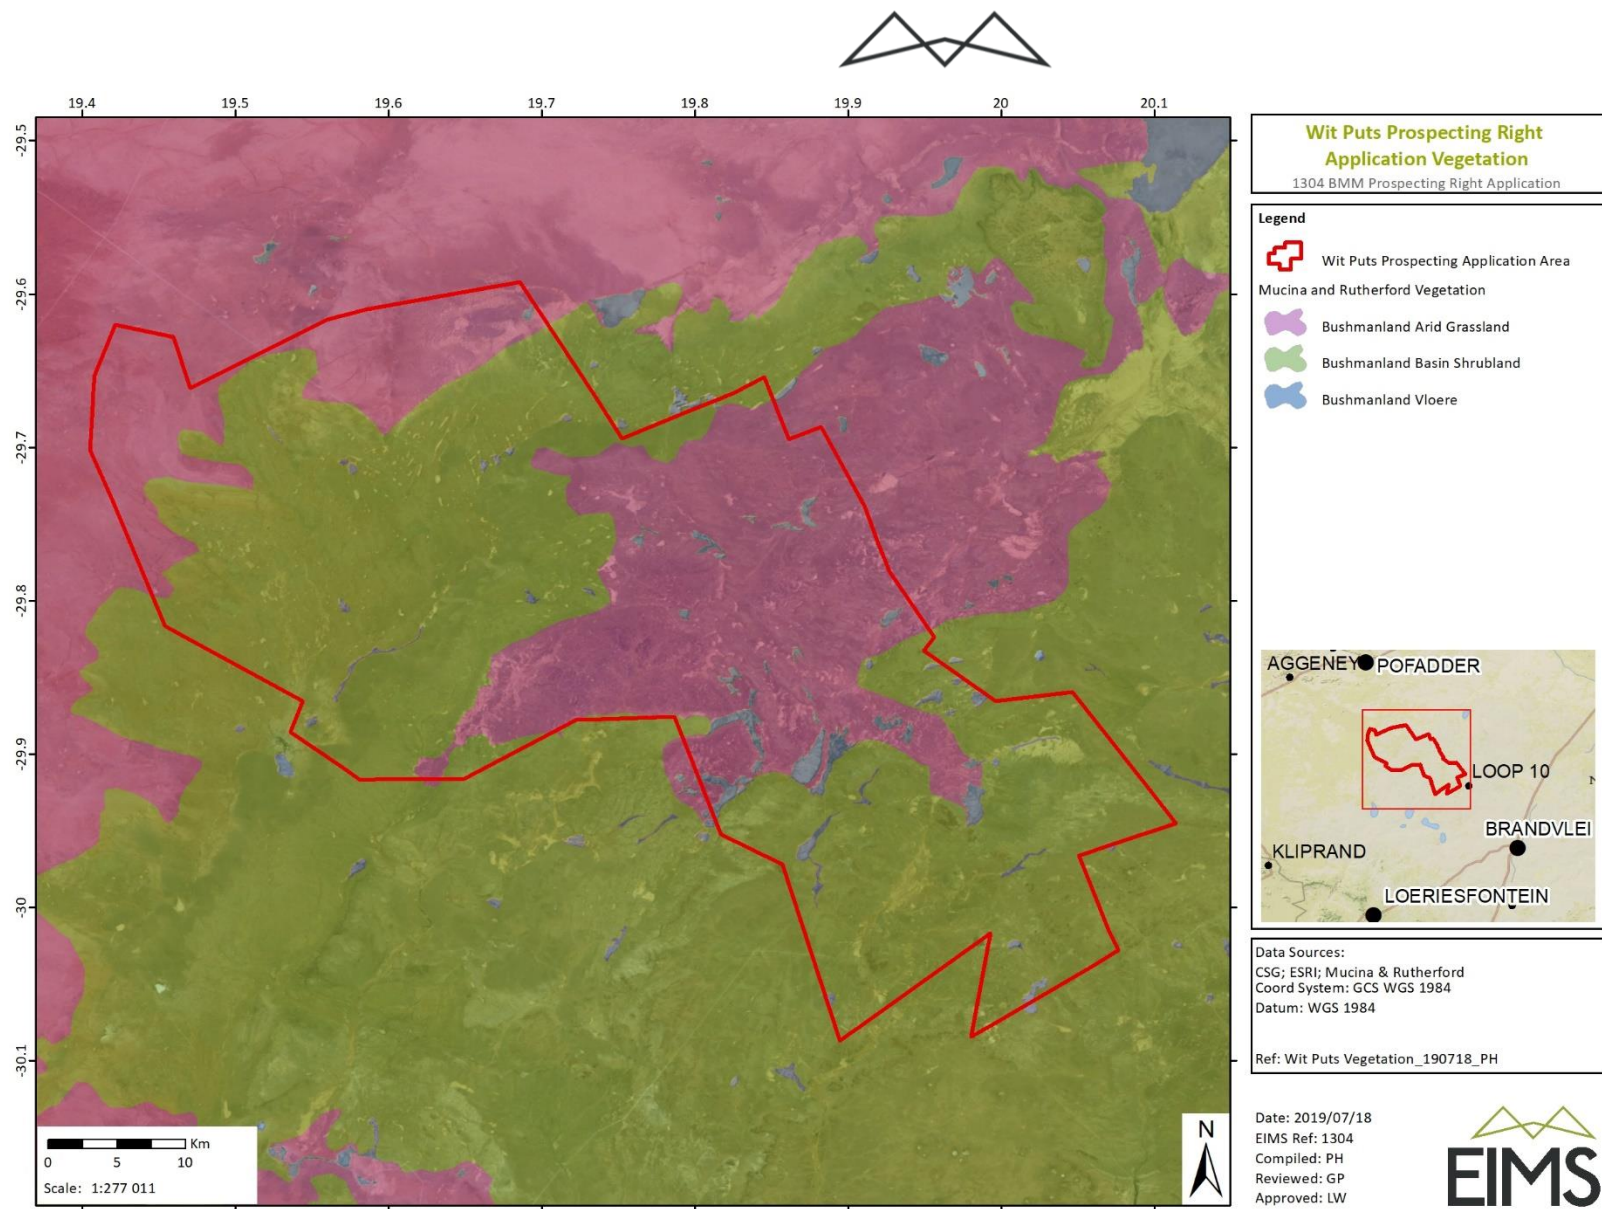 19.4 19.5 19.6 19.7 19.8 19.9 20 20.1
-29.5
-29.6
-29.7
-29.8
-29.9
-30
-30.1
Km
0 5 10
Scale: 1:277 011
N
Wit Puts Prospecting Right
Application Vegetation
1304 BMM Prospecting Right Application
Legend
Wit Puts Prospecting Application Area
Mucina and Rutherford Vegetation
Bushmanland Arid Grassland
Bushmanland Basin Shrubland
Bushmanland Vloere
AGGENEY
POFADDER
LOOP 10
BRANDVLEI
KLIPRAND
LOERIESFONTEIN
Data Sources:
CSG; ESRI; Mucina & Rutherford
Coord System: GCS WGS 1984
Datum: WGS 1984
Ref: Wit Puts Vegetation_190718_PH
Date: 2019/07/18
EIMS Ref: 1304
Compiled: PH
Reviewed: GP
Approved: LW
EIMS